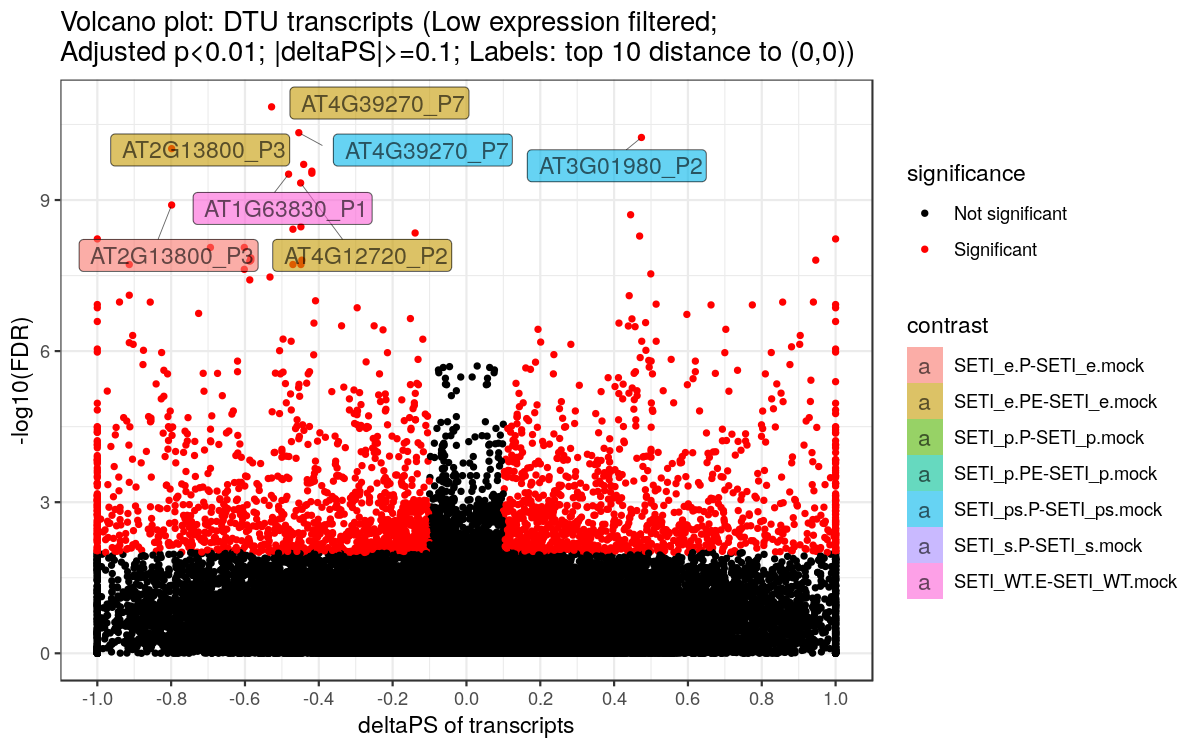 Volcano plot: DTU transcripts (Low expression filtered;
Adjusted p<0.01; |deltaPS|>=0.1; Labels: top 10 distance to (0,0))
AT4G39270_P7
AT2G13800_P3
AT4G39270_P7
AT3G01980_P2
AT1G63830_P1
AT2G13800_P3
AT4G12720_P2
9
6
3
0
-log10(FDR)
-1.0 -0.8 -0.6 -0.4 -0.2 0.0 0.2 0.4 0.6 0.8 1.0
deltaPS of transcripts
significance
Not significant
Significant
contrast
a SETI_e.P-SETI_e.mock
a SETI_e.PE-SETI_e.mock
a SETI_p.P-SETI_p.mock
a SETI_p.PE-SETI_p.mock
a SETI_ps.P-SETI_ps.mock
a SETI_s.P-SETI_s.mock
a SETI_WT.E-SETI_WT.mock